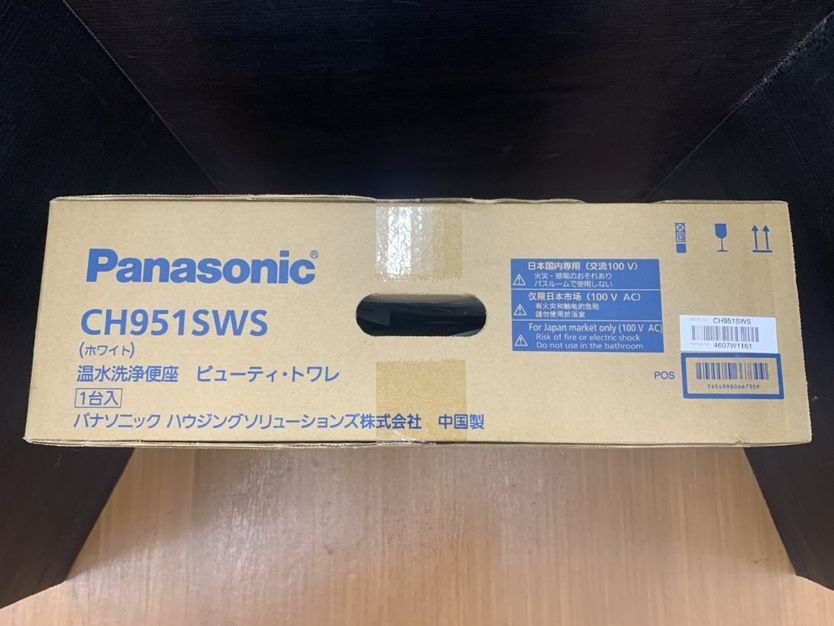 Panasonic®
CH951SWS
(ホワイト)
温水洗浄便座 ビューティ・トワレ
1台入
パナソニック ハウジングソリューションズ株式会社 中国製
日本国内専用(交流100 V)
火災・感電のおそれあり
バスルームで使用しない
仅限日本市场(100 V AC)
有火灾和触电的危险
請勿使用於浴室
For Japan market only (100 V AC)
Risk of fire or electric shock
Do not use in the bathroom
CH951SWS
4607W1161
POS